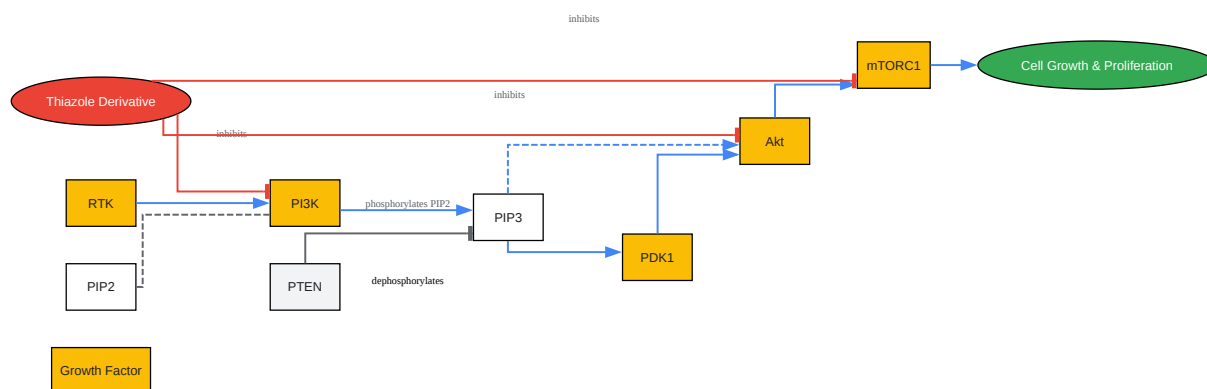 inhibits
mTORC1
Cell Growth & Proliferation
Thiazole Derivative
inhibits
inhibits
Akt
RTK
PI3K
phosphorylates PIP2
PIP3
PDK1
PIP2
PTEN
dephosphorylates
Growth Factor